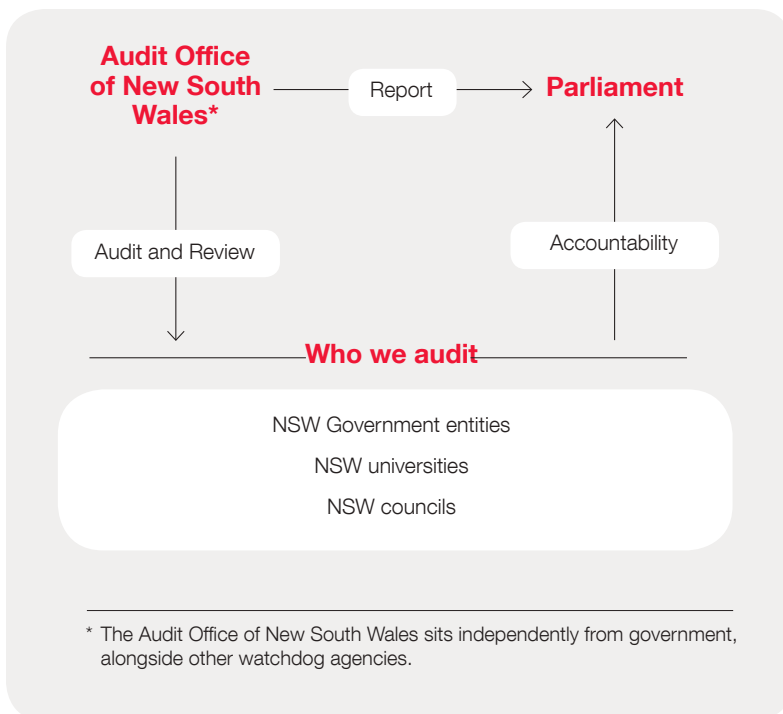 Audit Office
of New South
Wales*
Report
Parliament
Audit and Review
Accountability
Who we audit
NSW Government entities
NSW universities
NSW councils
* The Audit Office of New South Wales sits independently from government,
alongside other watchdog agencies.